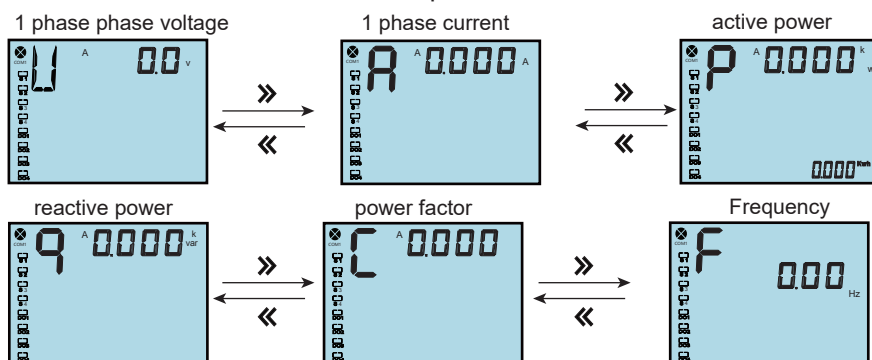 1 phase phase voltage
1 phase current
active power
COM1
U A 0.0 v
COM1
A A 0.000 A
COM1
P A 0.000 k w
0.000 Kwh
reactive power
power factor
Frequency
COM1
q A 0.000 k var
COM1
C A 0.000
COM1
F 0.00 Hz